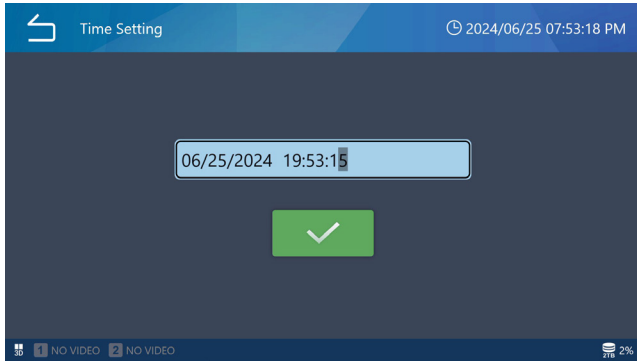 Time Setting
2024/06/25 07:53:18 PM
06/25/2024 19:53:15
3D 1 NO VIDEO 2 NO VIDEO
2TB 2%